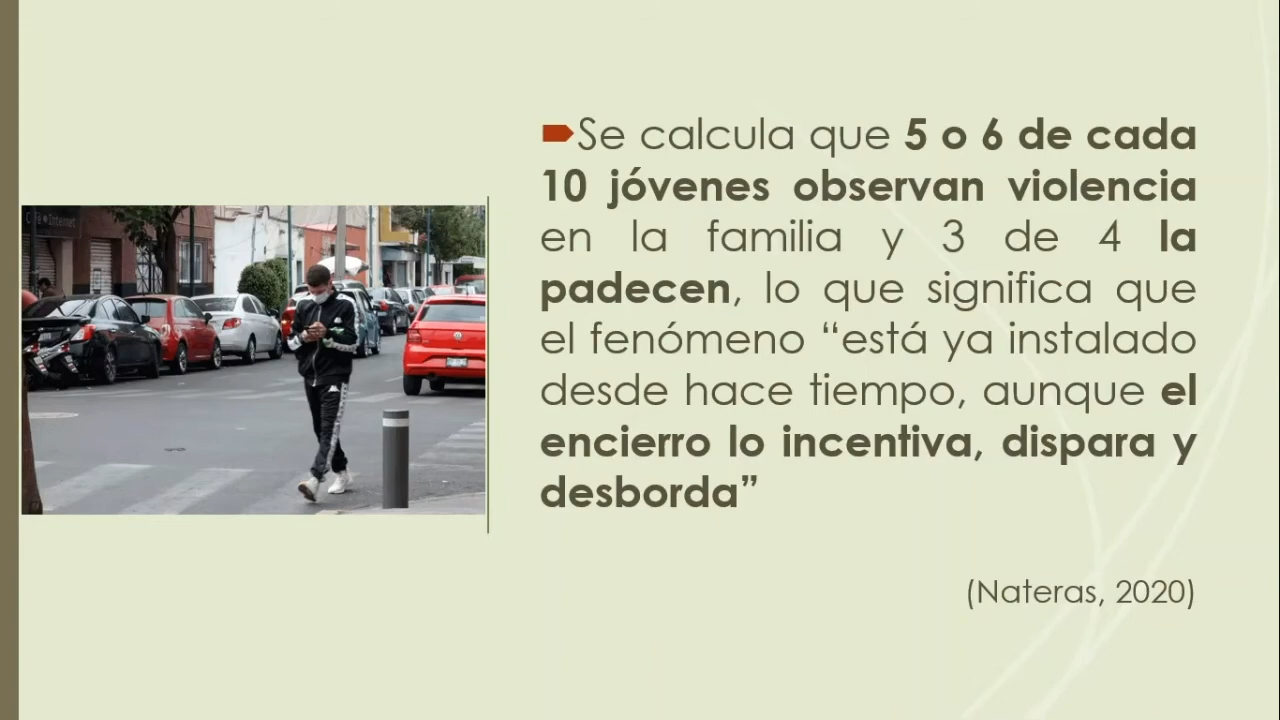 Café Internet
Se calcula que 5 o 6 de cada
10 jóvenes observan violencia
en la familia y 3 de 4 la
padecen, lo que significa que
el fenómeno “está ya instalado
desde hace tiempo, aunque el
encierro lo incentiva, dispara y
desborda”
(Nateras, 2020)